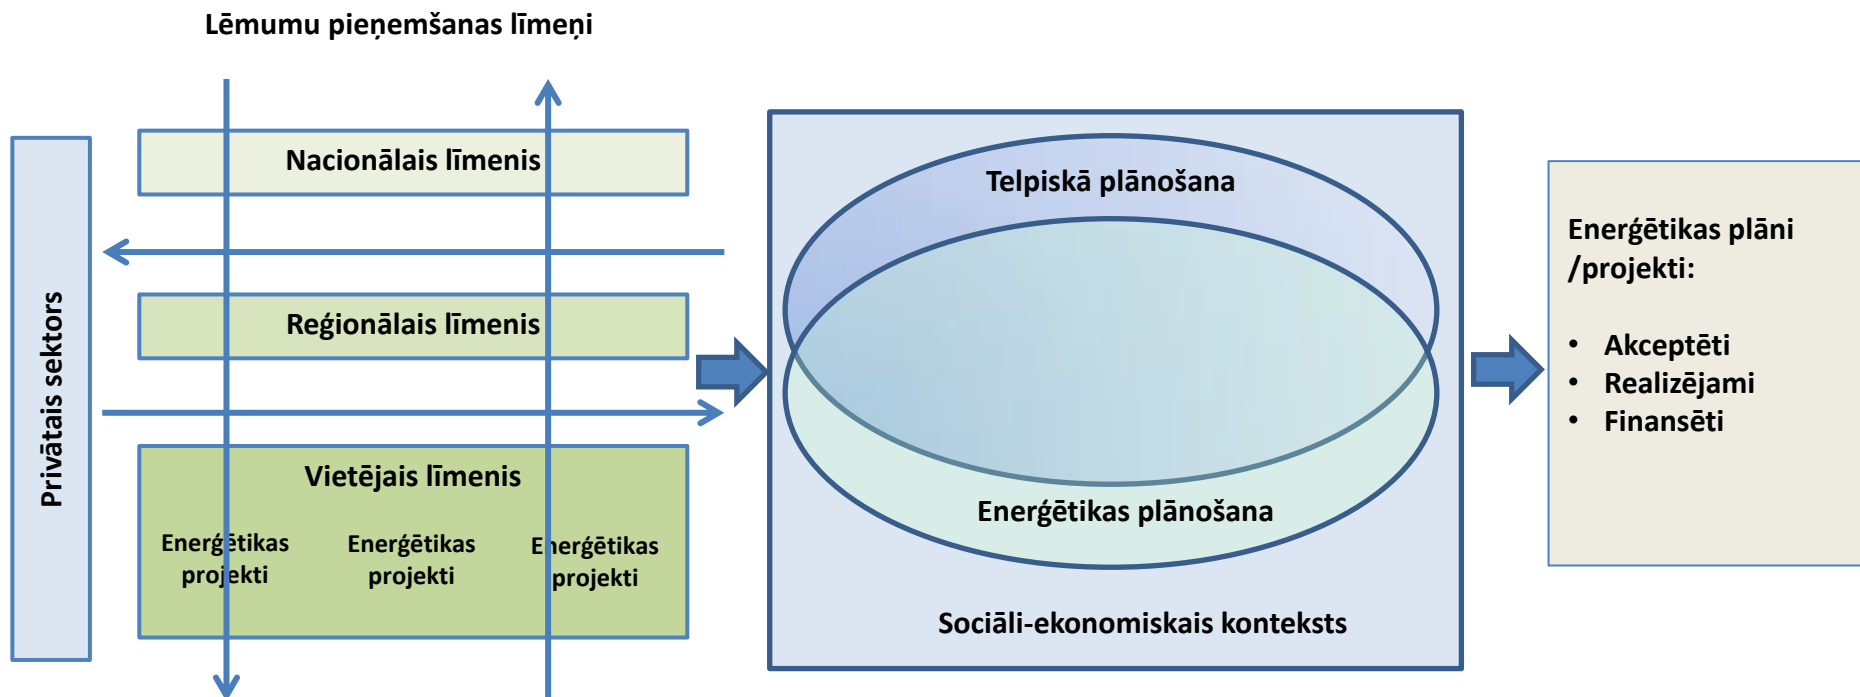 Lēmumu pieņemšanas līmeņi
Privātais sektors
Nacionālais līmenis
Reģionālais līmenis
Vietējais līmenis
Enerģētikas
projekti
Enerģētikas
projekti
Enerģētikas
projekti
Telpiskā plānošana
Enerģētikas plānošana
Sociāli-ekonomiskais konteksts
Enerģētikas plāni
/projekti:
• Akceptēti
• Realizējami
• Finansēti